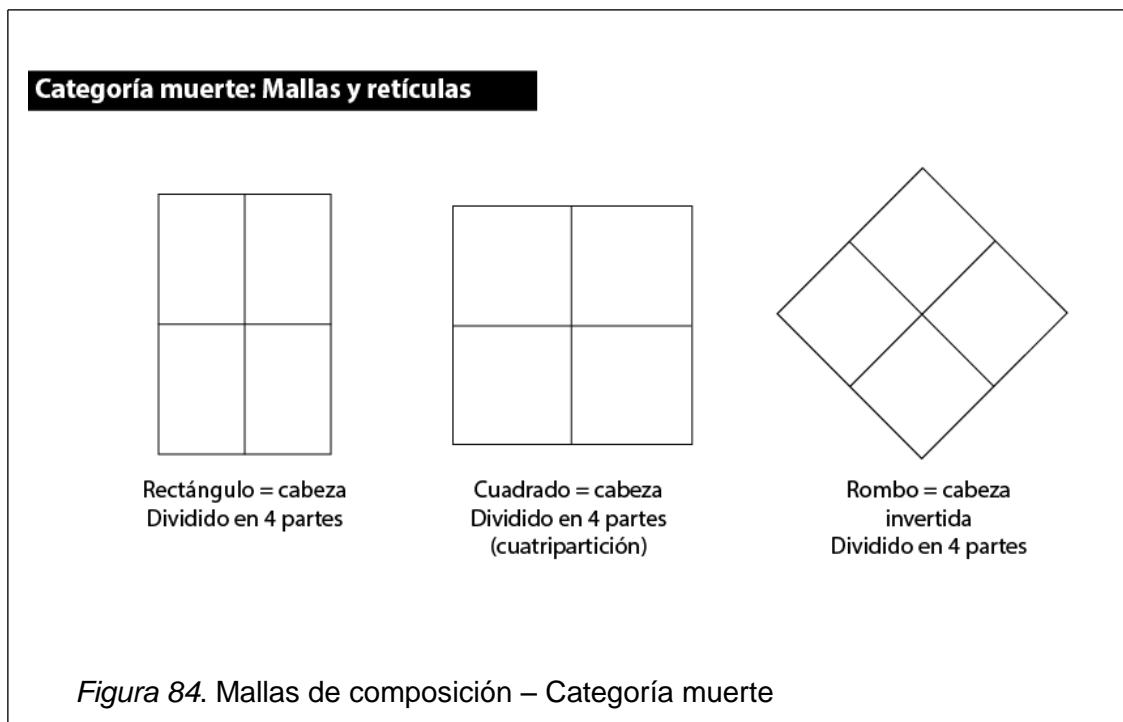 Categoría muerte: Mallas y retículas
Rectángulo = cabeza
Dividido en 4 partes
Cuadrado = cabeza
Dividido en 4 partes
(cuatripartición)
Rombo = cabeza
invertida
Dividido en 4 partes
Figura 84. Mallas de composición – Categoría muerte